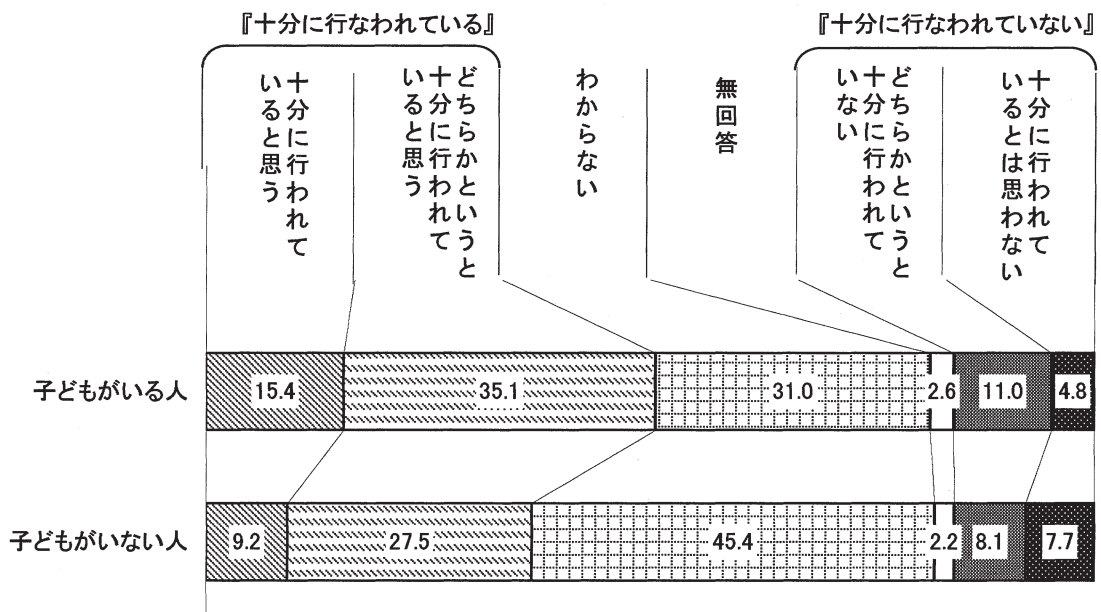 『十分に行なわれている』
『十分に行なわれていない』
十分に行われて
いると思う
どちらかというと
十分に行われて
いると思う
わからない
無回答
どちらかというと
十分に行われて
いない
十分に行われて
いるとは思わない
子どもがいる人
15.4
35.1
31.0
2.6
11.0
4.8
子どもがいない人
9.2
27.5
45.4
2.2
8.1
7.7